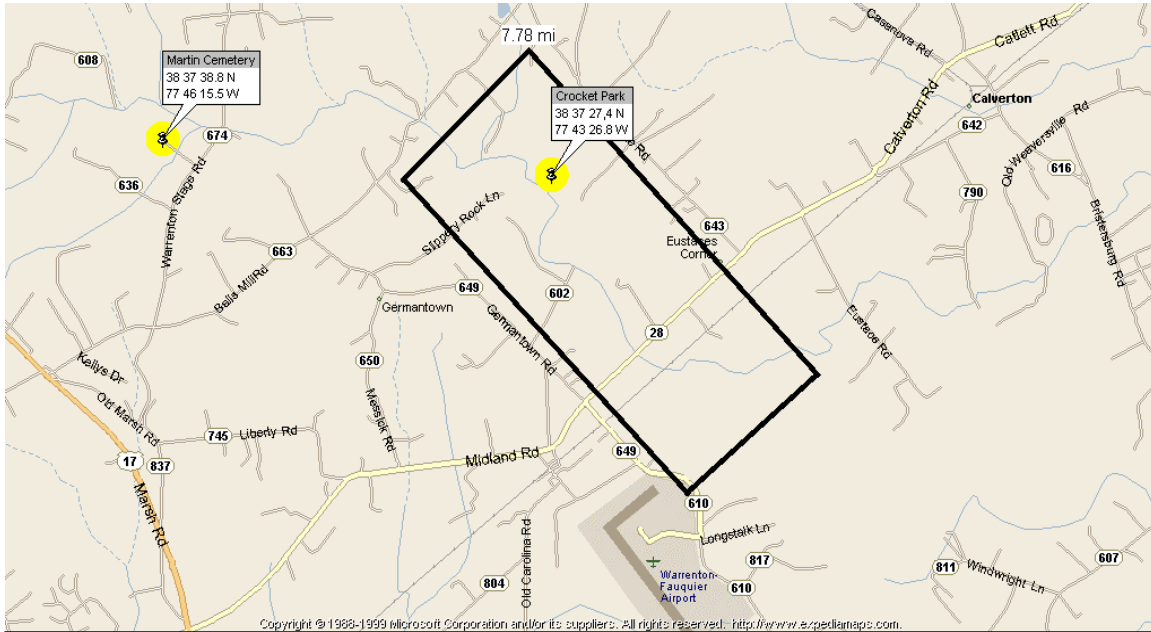 7.78 mi
Casanova Rd
Catlett Rd
608
Martin Cemetery
38 37 38.8 N
77 46 15.5 W
Crocket Park
38 37 27,4 N
77 43 26.8 W
Calverton
Calverton Rd
642
Old Weaversville Rd
674
Rd
636
Warrenton Stage Rd
790
616
Slippery Rock Ln
643
Bristersburg Rd
663
Eustaces
Corner
Balls Mill Rd
649
602
Germantown
Germantown Rd
28
Eustace Rd
650
Kellys Dr
Messick Rd
Old Marsh Rd
745
Liberty Rd
17
837
Midland Rd
649
Marsh Rd
610
Old Carolina Rd
Longstalk Ln
817
607
811
Windwright Ln
804
610
Warrenton-
Fauquier
Airport
Copyright © 1988-1999 Microsoft Corporation and/or its suppliers. All rights reserved. http://www.expediamaps.com.